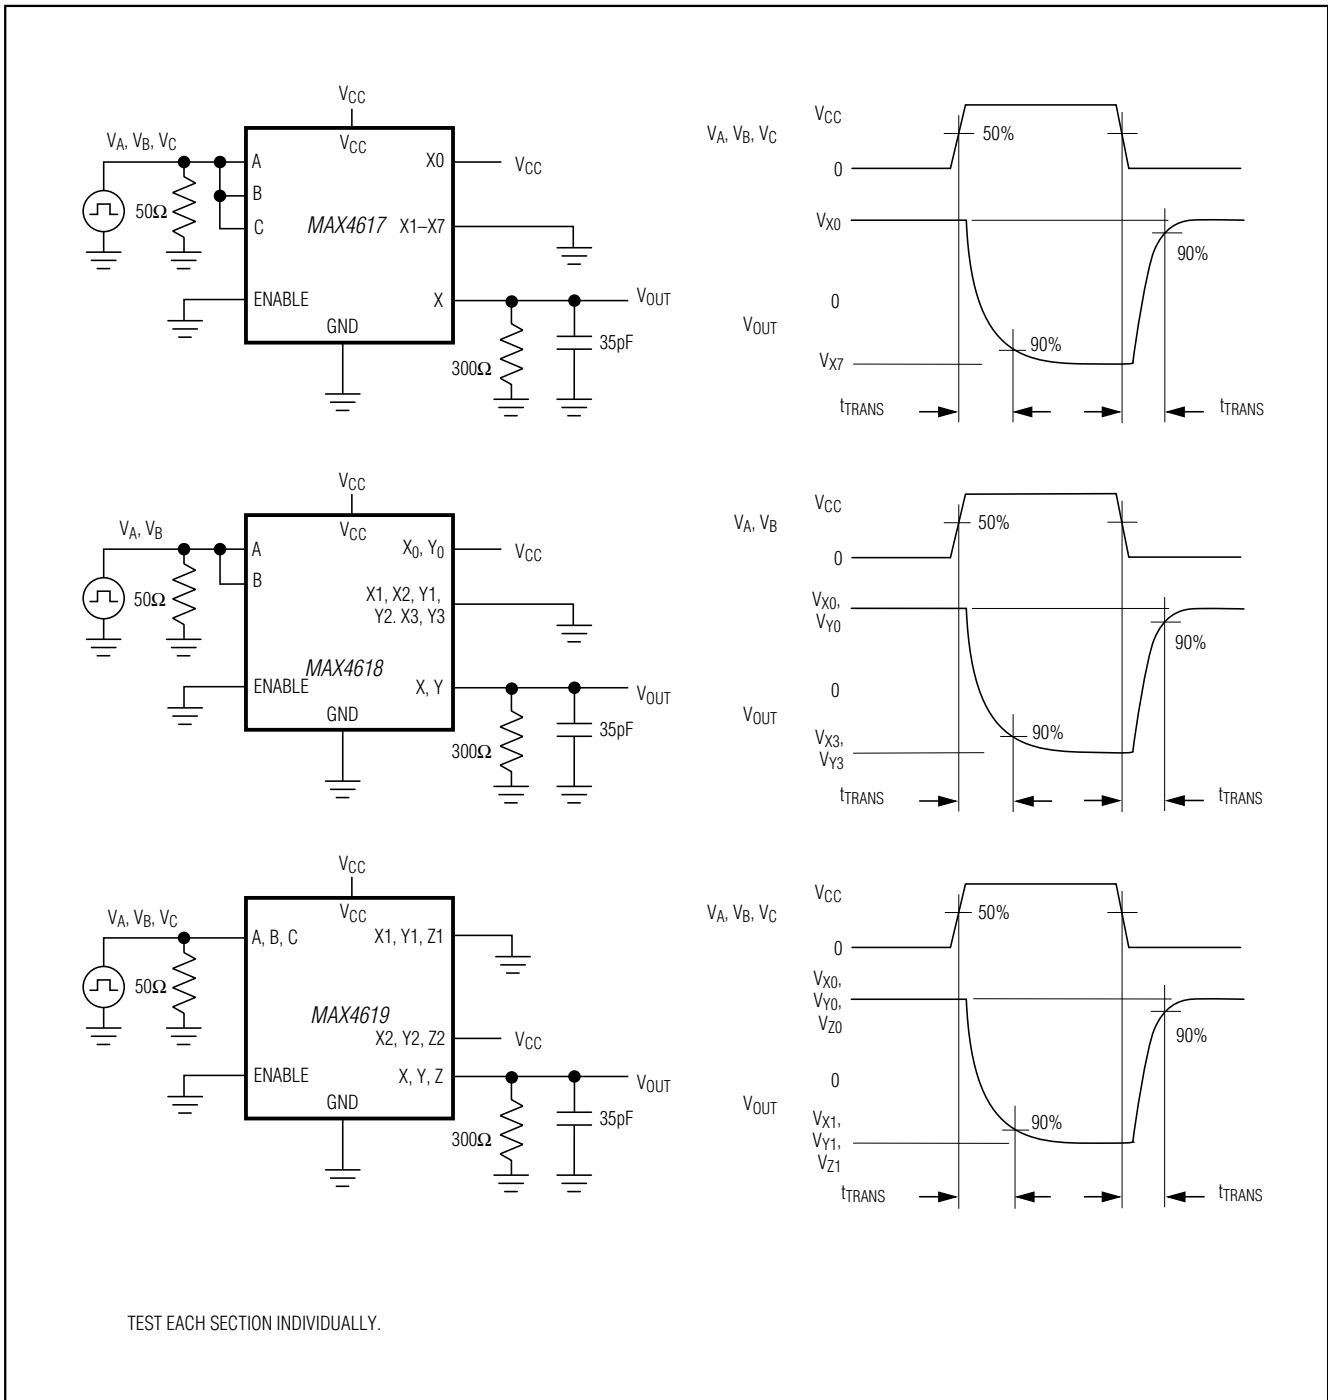 VCC
VA, VB, VC
VCC
A
B
C
X0
VCC
50Ω
MAX4617
X1–X7
ENABLE
X
VOUT
GND
300Ω
35pF
VCC
VA, VB, VC
50%
0
VX0
90%
0
VOUT
90%
VX7
tTRANS
tTRANS
VCC
VA, VB
VCC
A
B
X0, Y0
VCC
50Ω
X1, X2, Y1,
Y2. X3, Y3
MAX4618
ENABLE
X, Y
VOUT
GND
300Ω
35pF
VCC
VA, VB
50%
0
VX0,
VY0
90%
0
VOUT
VX3,
VY3
90%
tTRANS
tTRANS
VCC
VA, VB, VC
VCC
A, B, C
X1, Y1, Z1
50Ω
MAX4619
X2, Y2, Z2
VCC
ENABLE
X, Y, Z
VOUT
GND
300Ω
35pF
VCC
VA, VB, VC
50%
0
VX0,
VY0,
VZ0
90%
0
VOUT
VX1,
VY1,
VZ1
90%
tTRANS
tTRANS
TEST EACH SECTION INDIVIDUALLY.